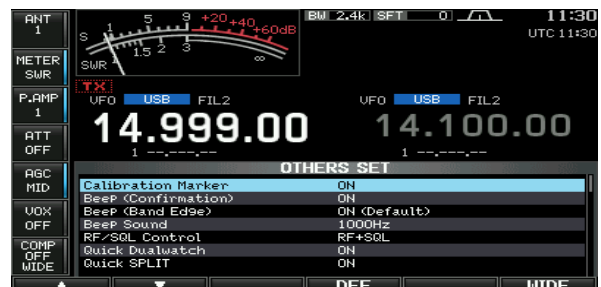 ANT 1 BW 2.4k SFT 0 11:30
UTC 11:30
S 1 5 9 +20 +40 +60dB
SWR 1 1.5 2 3 ∞
METER SWR
TX
P.AMP 1 VFO USB FIL2 VFO USB FIL2
14.999.00 14.100.00
1 --.---.-- 1 --.---.--
ATT OFF
OTHERS SET
AGC MID
Calibration Marker ON
Beep (Confirmation) ON
Beep (Band Edge) ON (Default)
VOX OFF
Beep Sound 1000Hz
RF/SQL Control RF+SQL
COMP OFF WIDE
Quick Dualwatch ON
Quick SPLIT ON
DEF WIDE